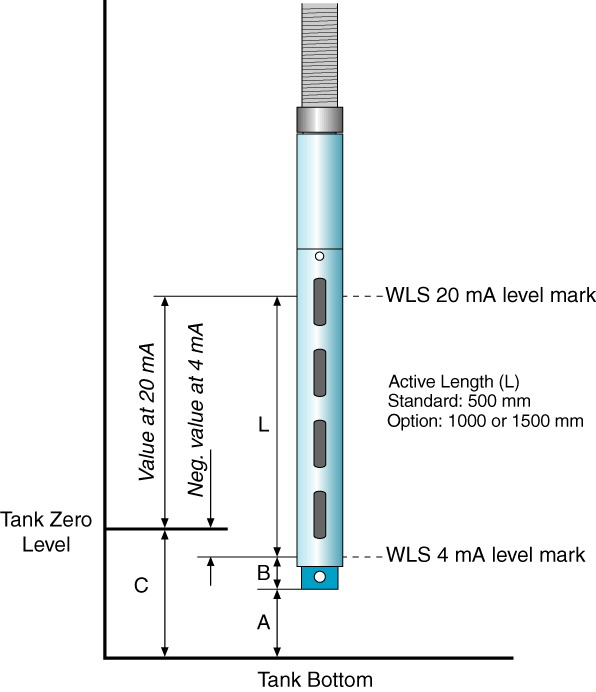 WLS 20 mA level mark
Value at 20 mA
Neg. value at 4 mA
L
Active Length (L)
Standard: 500 mm
Option: 1000 or 1500 mm
Tank Zero
Level
WLS 4 mA level mark
B
C
A
Tank Bottom